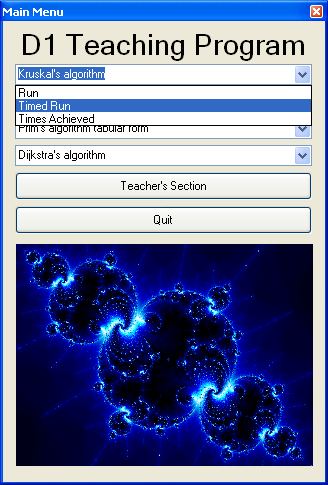 Main Menu
D1 Teaching Program
Kruskal's algorithm
Run
Timed Run
Times Achieved
Prim's algorithm tabular form
Dijkstra's algorithm
Teacher's Section
Quit